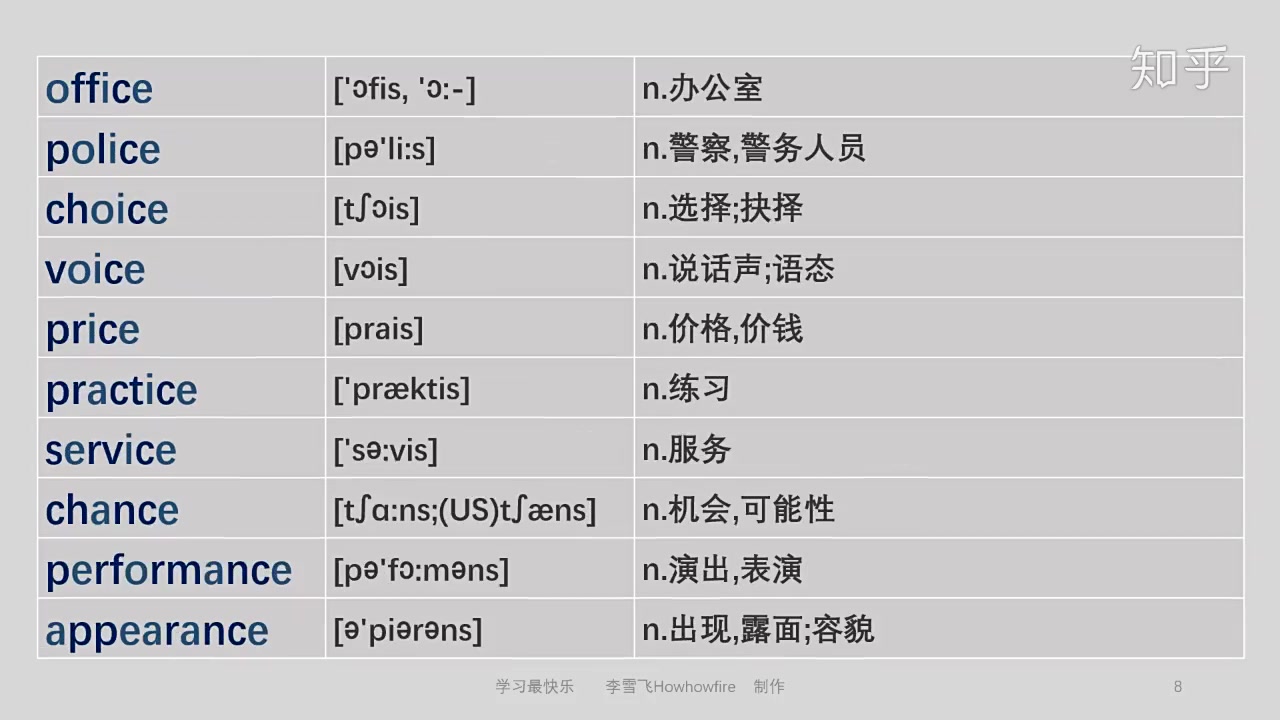 知乎
office ['ɔfis, 'ɔ:-] n.办公室
police [pə'li:s] n.警察,警务人员
choice [tʃɔis] n.选择;抉择
voice [vɔis] n.说话声;语态
price [prais] n.价格,价钱
practice ['præktis] n.练习
service ['sə:vis] n.服务
chance [tʃɑ:ns;(US)tʃæns] n.机会,可能性
performance [pə'fɔ:məns] n.演出,表演
appearance [ə'piərəns] n.出现,露面;容貌
学习最快乐 李雪飞Howhowfire 制作 8